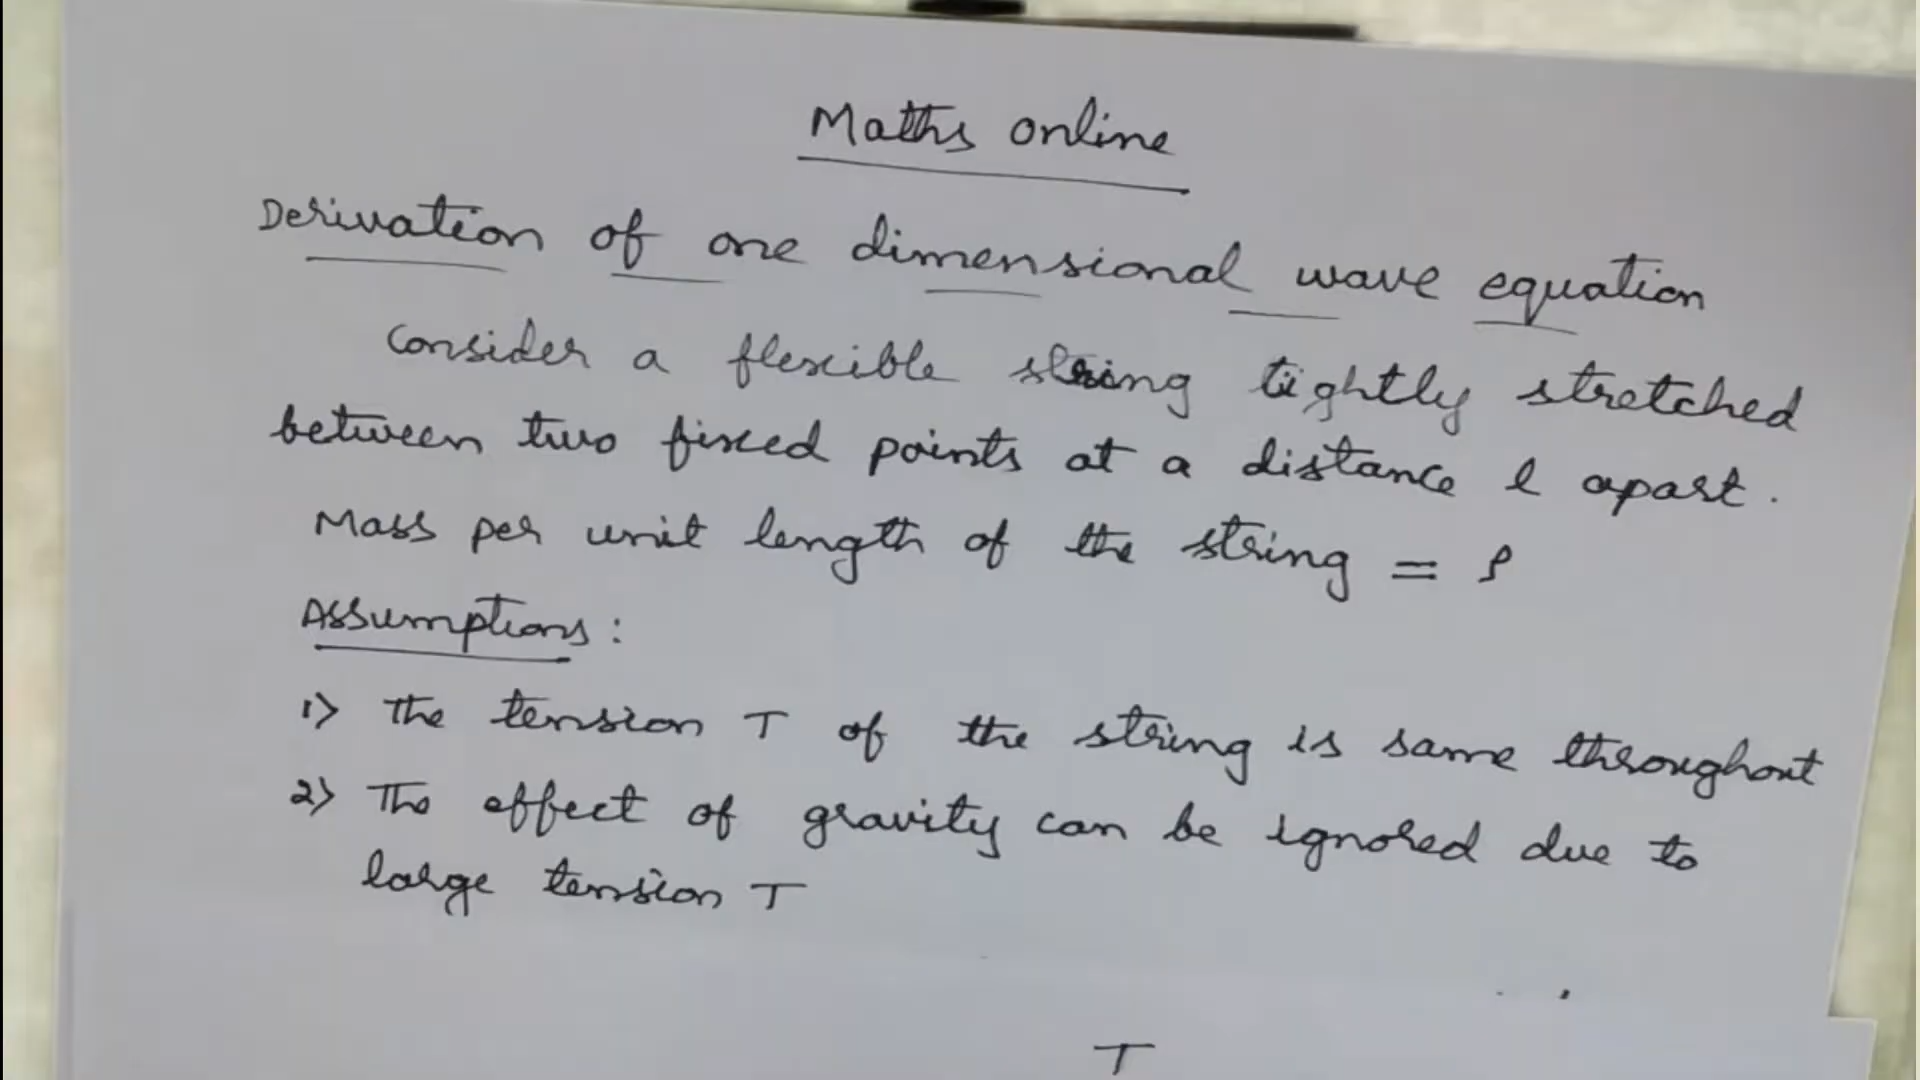 Maths online
Derivation of one dimensional wave equation
Consider a flexible string tightly stretched
between two fixed points at a distance l apart.
Mass per unit length of the string = ρ
Assumptions:
1) The tension T of the string is same throughout
2) The effect of gravity can be ignored due to
large tension T
T